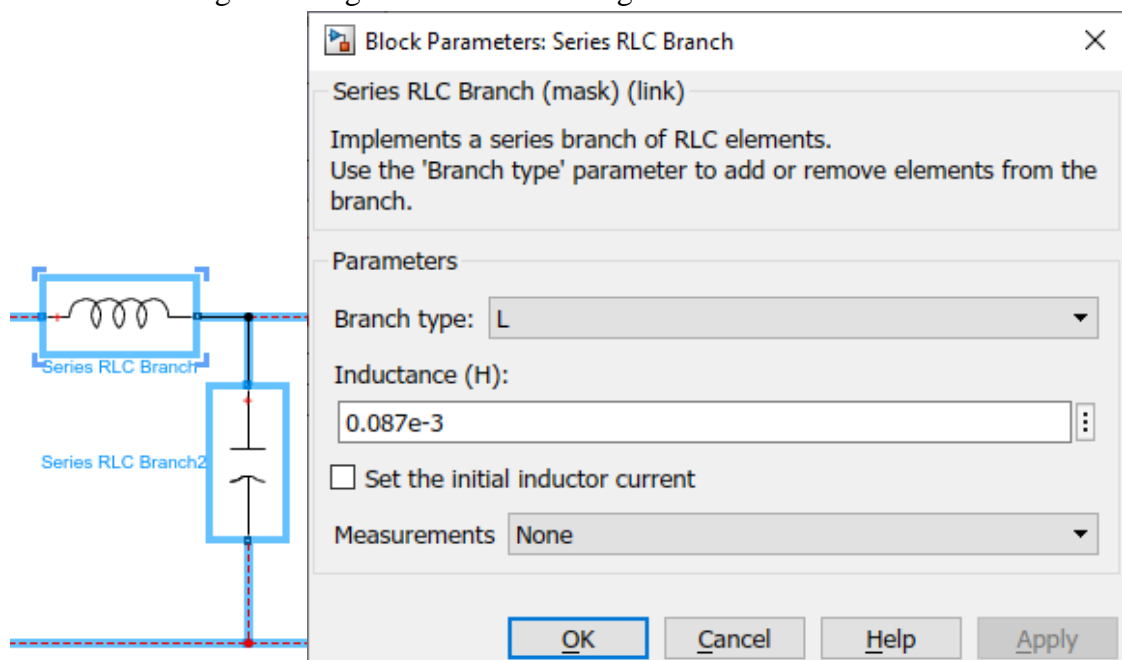 Block Parameters: Series RLC Branch
Series RLC Branch (mask) (link)
Implements a series branch of RLC elements.
Use the 'Branch type' parameter to add or remove elements from the
branch.
Parameters
Branch type: L
Inductance (H):
0.087e-3
Set the initial inductor current
Measurements None
OK Cancel Help Apply
Series RLC Branch
Series RLC Branch2